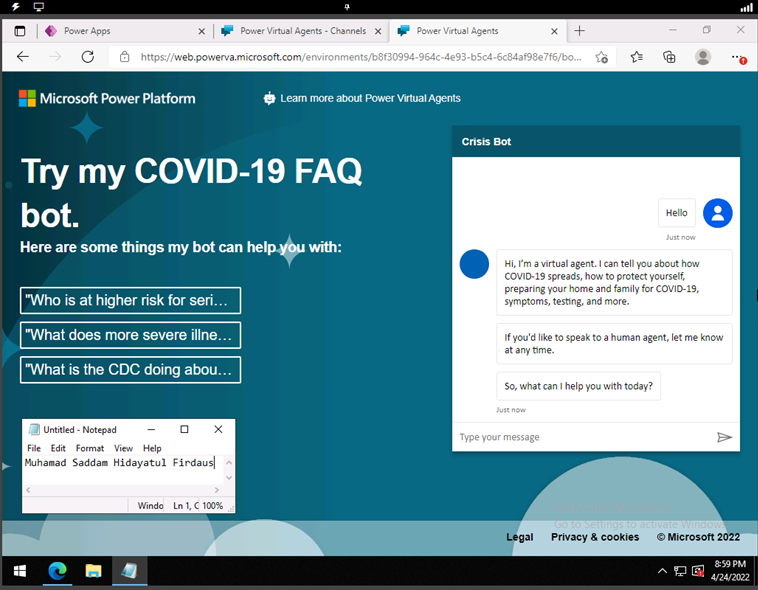 Power Apps
Power Virtual Agents - Channels
Power Virtual Agents
https://web.powerva.microsoft.com/environments/b8f30994-964c-4e93-b5c4-6c84af98e7f6/bo...
Microsoft Power Platform
Learn more about Power Virtual Agents
Try my COVID-19 FAQ
bot.
Here are some things my bot can help you with:
"Who is at higher risk for seri...
"What does more severe illne...
"What is the CDC doing abou...
Crisis Bot
Hello
Just now
Hi, I'm a virtual agent. I can tell you about how
COVID-19 spreads, how to protect yourself,
preparing your home and family for COVID-19,
symptoms, testing, and more.
If you'd like to speak to a human agent, let me know
at any time.
So, what can I help you with today?
Just now
Type your message
Untitled - Notepad
File Edit Format View Help
Muhamad Saddam Hidayatul Firdaus
Windo Ln 1, C 100%
Go to Settings to activate Windows.
Legal Privacy & cookies © Microsoft 2022
8:59 PM
4/24/2022